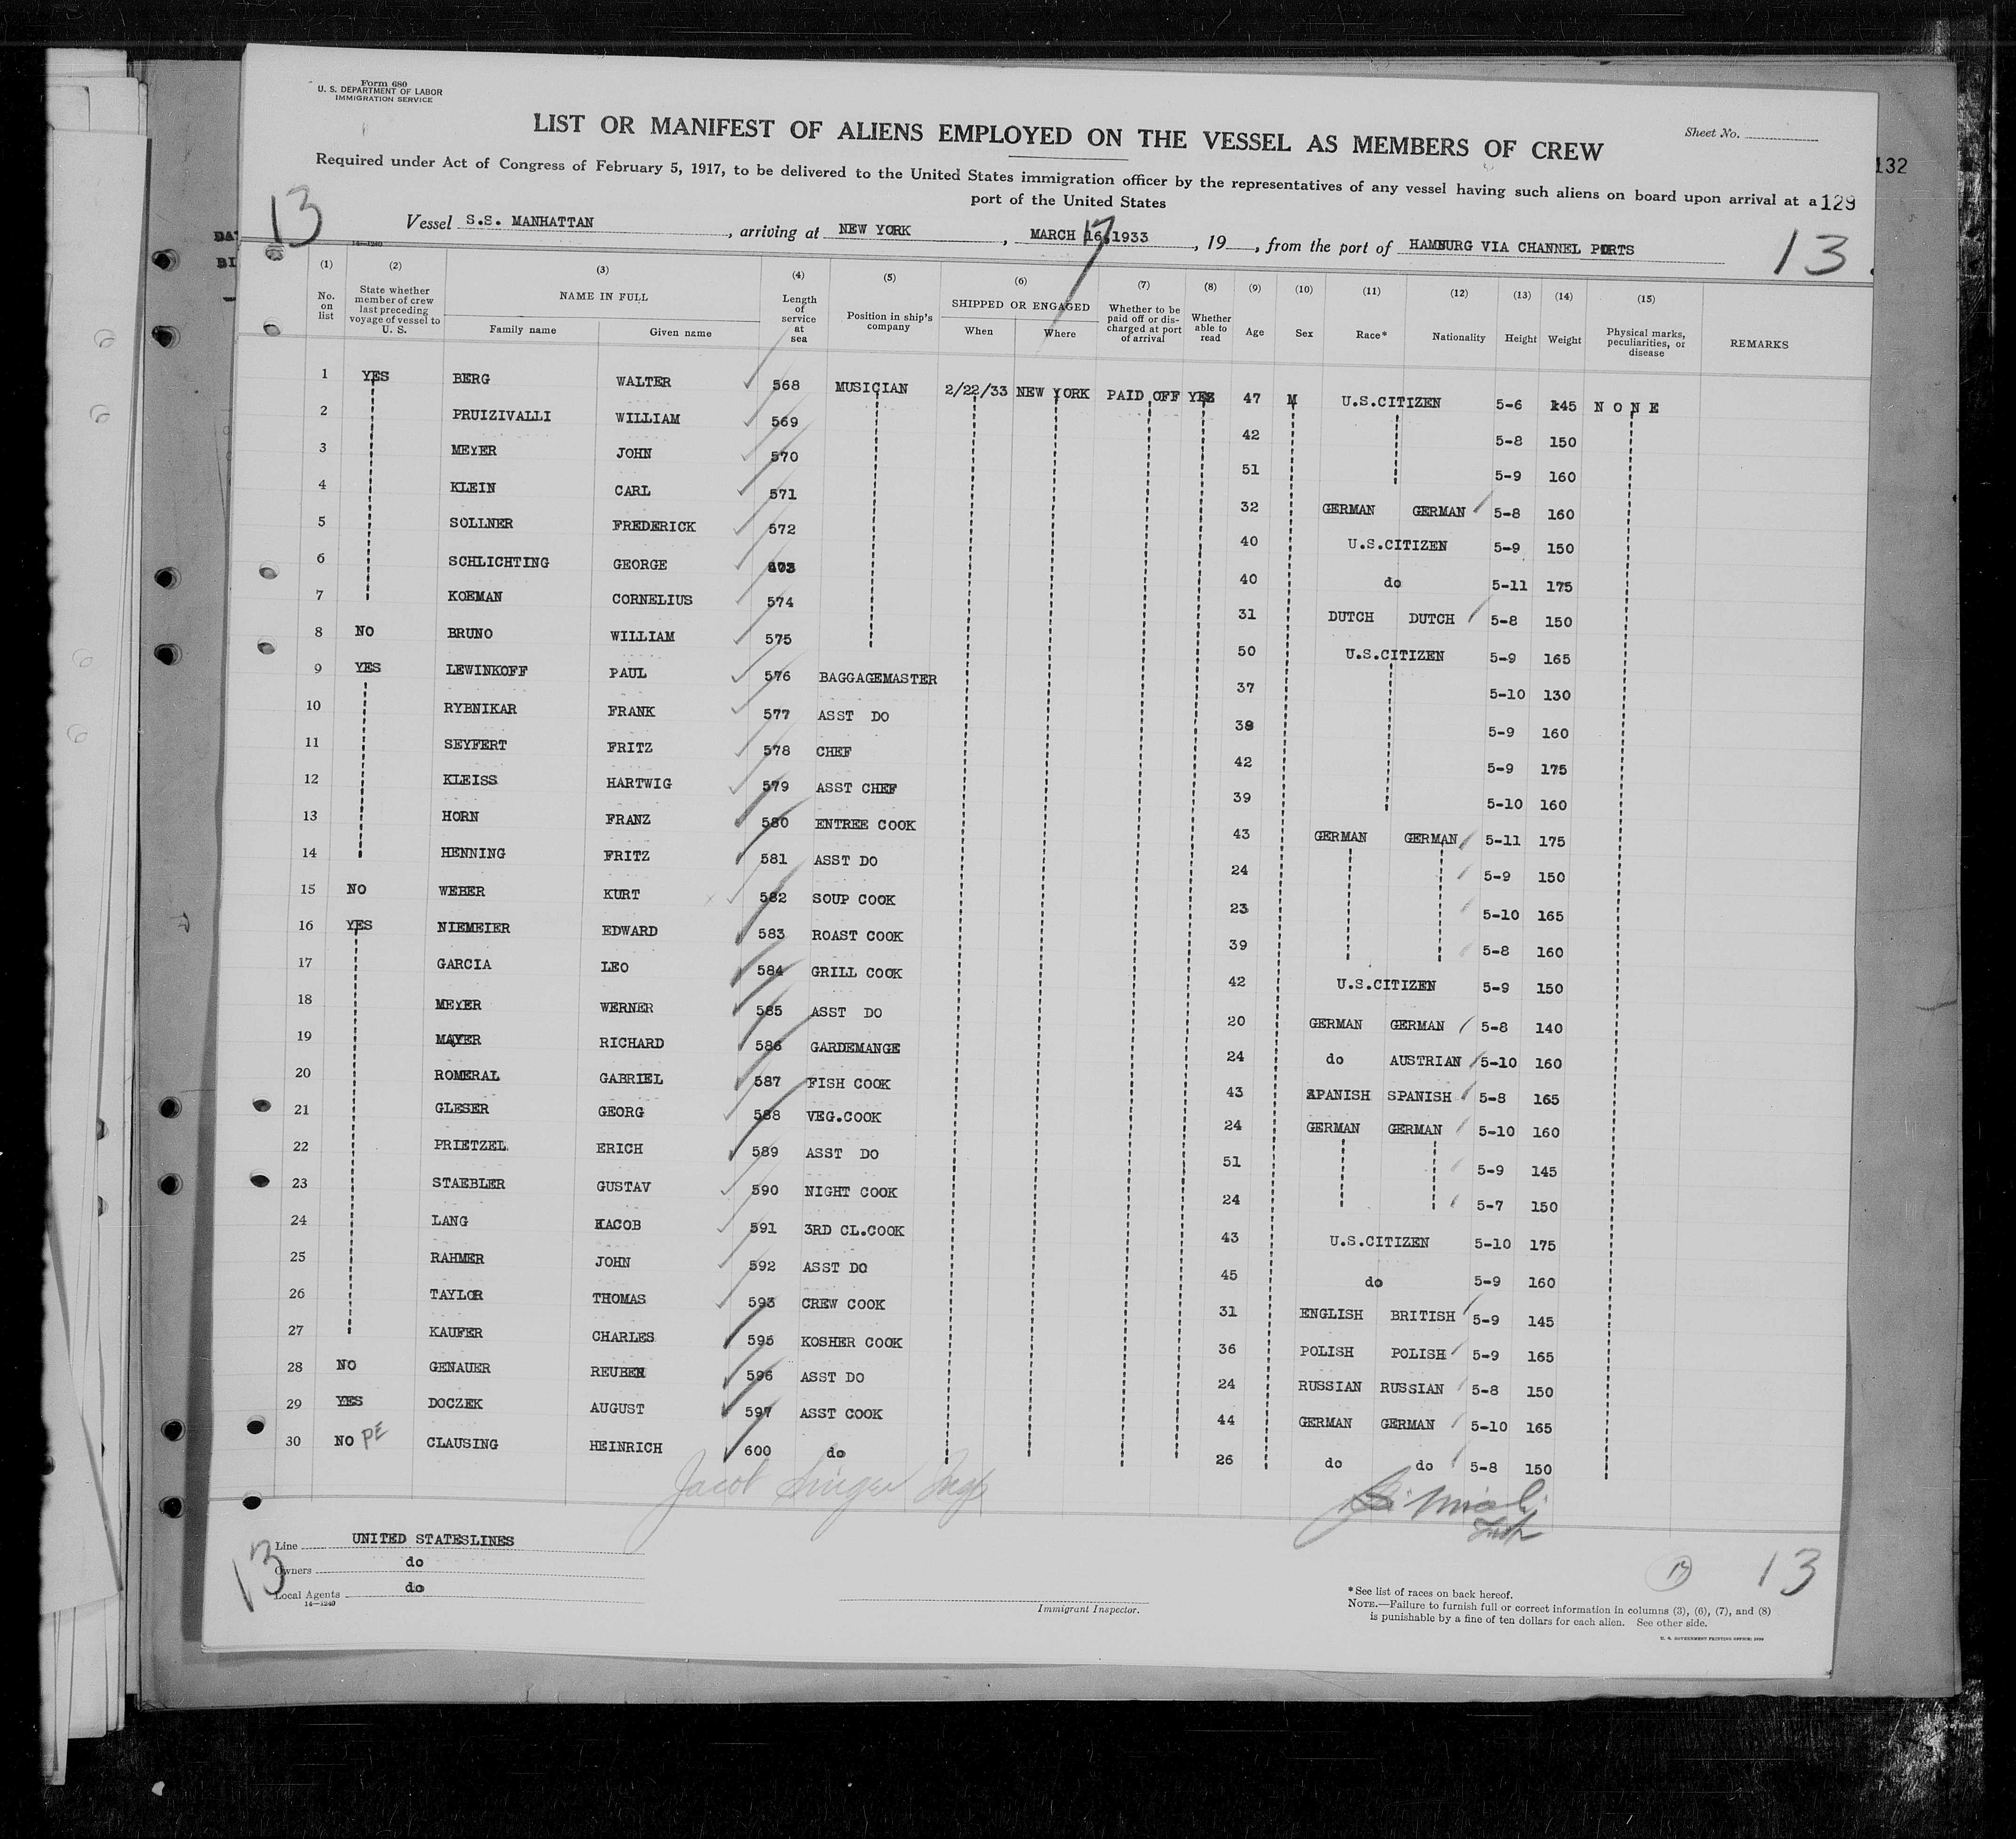 Form 680
U. S. DEPARTMENT OF LABOR
IMMIGRATION SERVICE
LIST OR MANIFEST OF ALIENS EMPLOYED ON THE VESSEL AS MEMBERS OF CREW
Sheet No.
132
Required under Act of Congress of February 5, 1917, to be delivered to the United States immigration officer by the representatives of any vessel having such aliens on board upon arrival at a
port of the United States
129
13
Vessel S.S. MANHATTAN, arriving at NEW YORK, MARCH 16, 1933, 19, from the port of HAMBURG VIA CHANNEL PORTS
17
13
14—1240
(1) (2) (3) (4) (5) (6) (7) (8) (9) (10) (11) (12) (13) (14) (15)
No. on list
State whether member of crew last preceding voyage of vessel to U. S.
NAME IN FULL
Family name
Given name
Length of service at sea
Position in ship's company
SHIPPED OR ENGAGED
When
Where
Whether to be paid off or discharged at port of arrival
Whether able to read
Age
Sex
Race*
Nationality
Height
Weight
Physical marks, peculiarities, or disease
REMARKS
1 YES BERG WALTER 568 MUSICIAN 2/22/33 NEW YORK PAID OFF YES 47 M U.S.CITIZEN 5-6 145 NONE
2 PRUIZIVALLI WILLIAM 569 42 5-8 150
3 MEYER JOHN 570 51 5-9 160
4 KLEIN CARL 571 32 GERMAN GERMAN 5-8 160
5 SOLLNER FREDERICK 572 40 U.S.CITIZEN 5-9 150
6 SCHLICHTING GEORGE 40 do 5-11 175
7 KOEMAN CORNELIUS 574 31 DUTCH DUTCH 5-8 150
8 NO BRUNO WILLIAM 575 50 U.S.CITIZEN 5-9 165
9 YES LEWINKOFF PAUL 576 BAGGAGEMASTER 37 5-10 130
10 RYBNIKAR FRANK 577 ASST DO 38 5-9 160
11 SEYFERT FRITZ 578 CHEF 42 5-9 175
12 KLEISS HARTWIG 579 ASST CHEF 39 5-10 160
13 HORN FRANZ 580 ENTREE COOK 43 GERMAN GERMAN 5-11 175
14 HENNING FRITZ 581 ASST DO 24 5-9 150
15 NO WEBER KURT 582 SOUP COOK 23 5-10 165
16 YES NIEMEIER EDWARD 583 ROAST COOK 39 5-8 160
17 GARCIA LEO 584 GRILL COOK 42 U.S.CITIZEN 5-9 150
18 MEYER WERNER 585 ASST DO 20 GERMAN GERMAN 5-8 140
19 MAYER RICHARD 586 GARDEMANGE 24 do AUSTRIAN 5-10 160
20 ROMERAL GABRIEL 587 FISH COOK 43 SPANISH SPANISH 5-8 165
21 GLESER GEORG 588 VEG.COOK 24 GERMAN GERMAN 5-10 160
22 PRIETZEL ERICH 589 ASST DO 51 5-9 145
23 STAEBLER GUSTAV 590 NIGHT COOK 24 5-7 150
24 LANG KACOB 591 3RD CL.COOK 43 U.S.CITIZEN 5-10 175
25 RAHMER JOHN 592 ASST DO 45 do 5-9 160
26 TAYLOR THOMAS 593 CREW COOK 31 ENGLISH BRITISH 5-9 145
27 KAUFER CHARLES 595 KOSHER COOK 36 POLISH POLISH 5-9 165
28 NO GENAUER REUBEN 596 ASST DO 24 RUSSIAN RUSSIAN 5-8 150
29 YES DOCZEK AUGUST 597 ASST COOK 44 GERMAN GERMAN 5-10 165
30 NO PE CLAUSING HEINRICH 600 do 26 do do 5-8 150
Jacob Singer Insp
Line UNITED STATESLINES
Owners do
Local Agents do
14—1240
13
Immigrant Inspector.
17
13
*See list of races on back hereof.
NOTE.—Failure to furnish full or correct information in columns (3), (6), (7), and (8)
is punishable by a fine of ten dollars for each alien. See other side.